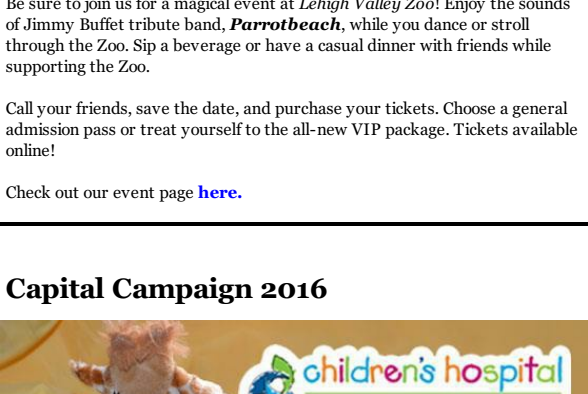 Be sure to join us for a magical event at Lehigh Valley Zoo! Enjoy the sounds
of Jimmy Buffet tribute band, Parrotbeach, while you dance or stroll
through the Zoo. Sip a beverage or have a casual dinner with friends while
supporting the Zoo.
Call your friends, save the date, and purchase your tickets. Choose a general
admission pass or treat yourself to the all-new VIP package. Tickets available
online!
Check out our event page here.
Capital Campaign 2016
children's hospital